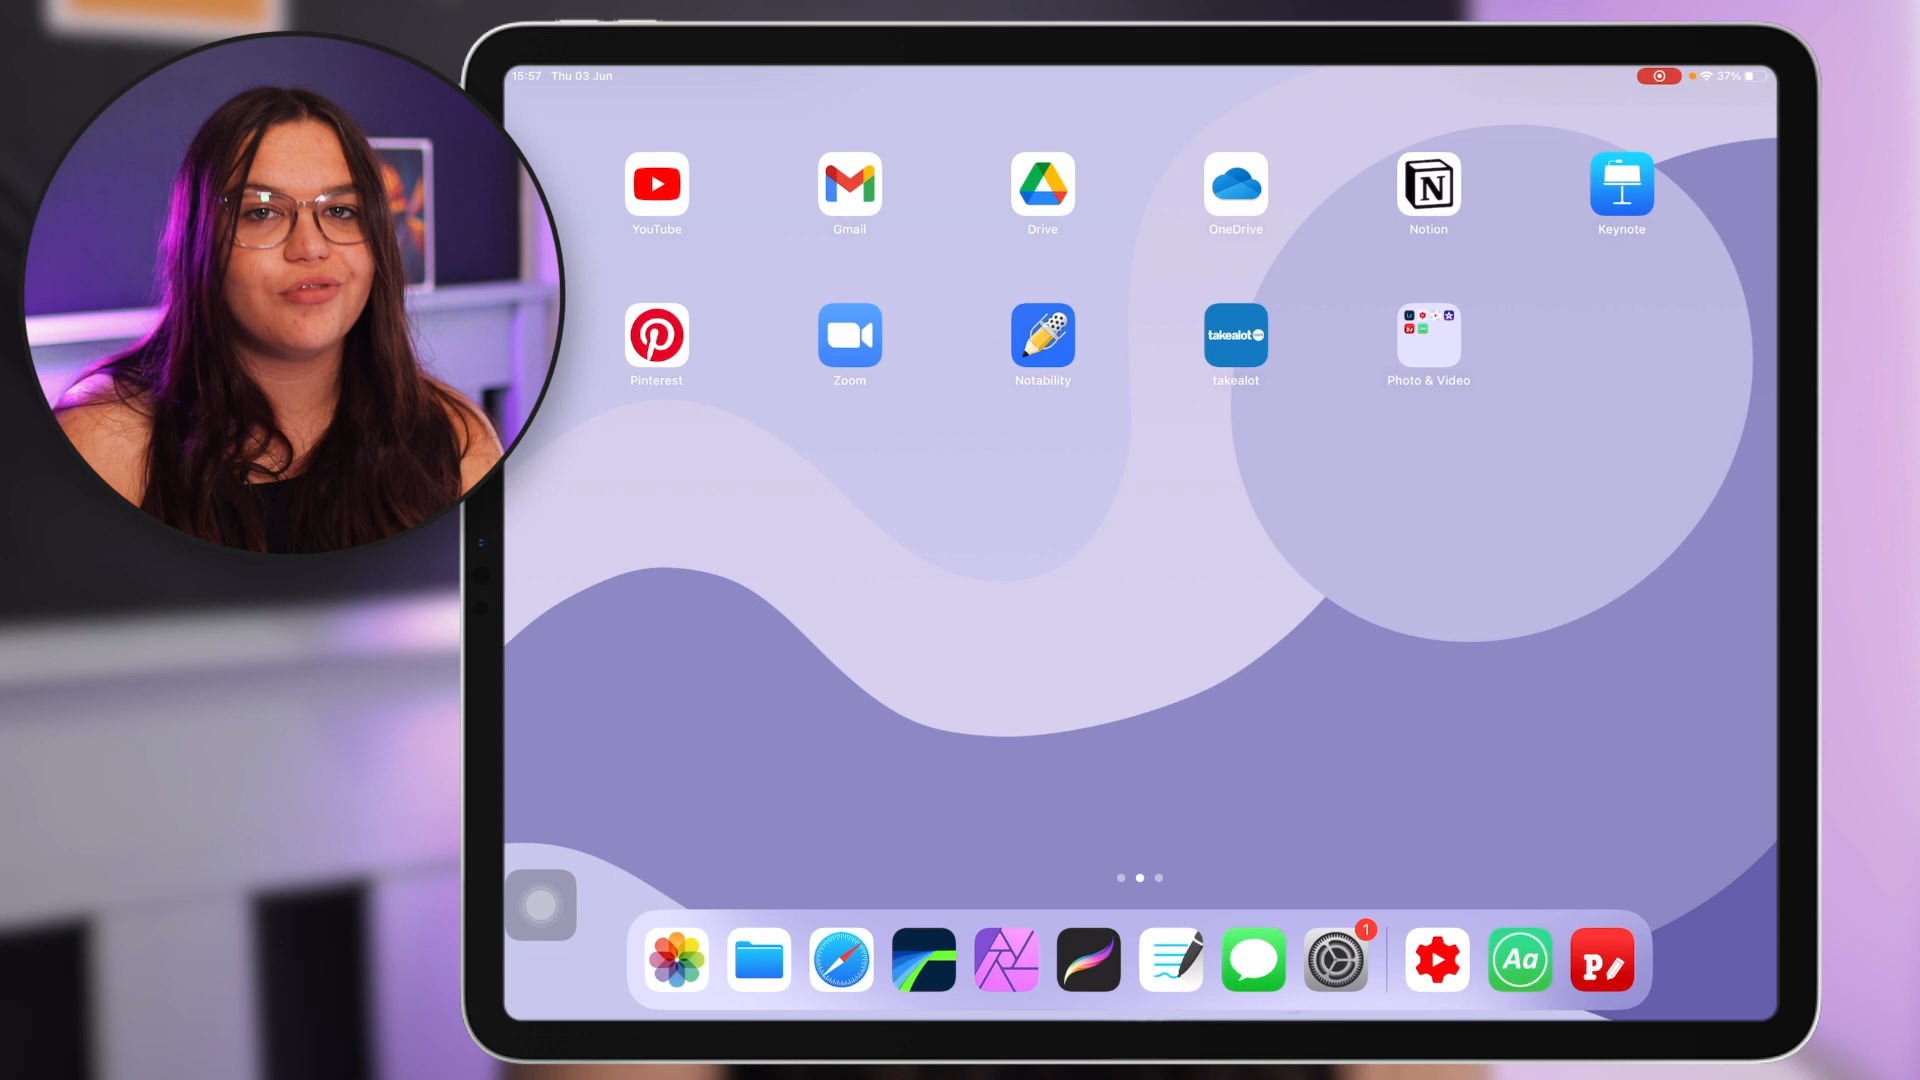 15:57 Thu 03 Jun
37%
YouTube
Gmail
Drive
OneDrive
N
Notion
Keynote
takealot
Pinterest
Zoom
Notability
takealot
Photo & Video
1
Aa
P